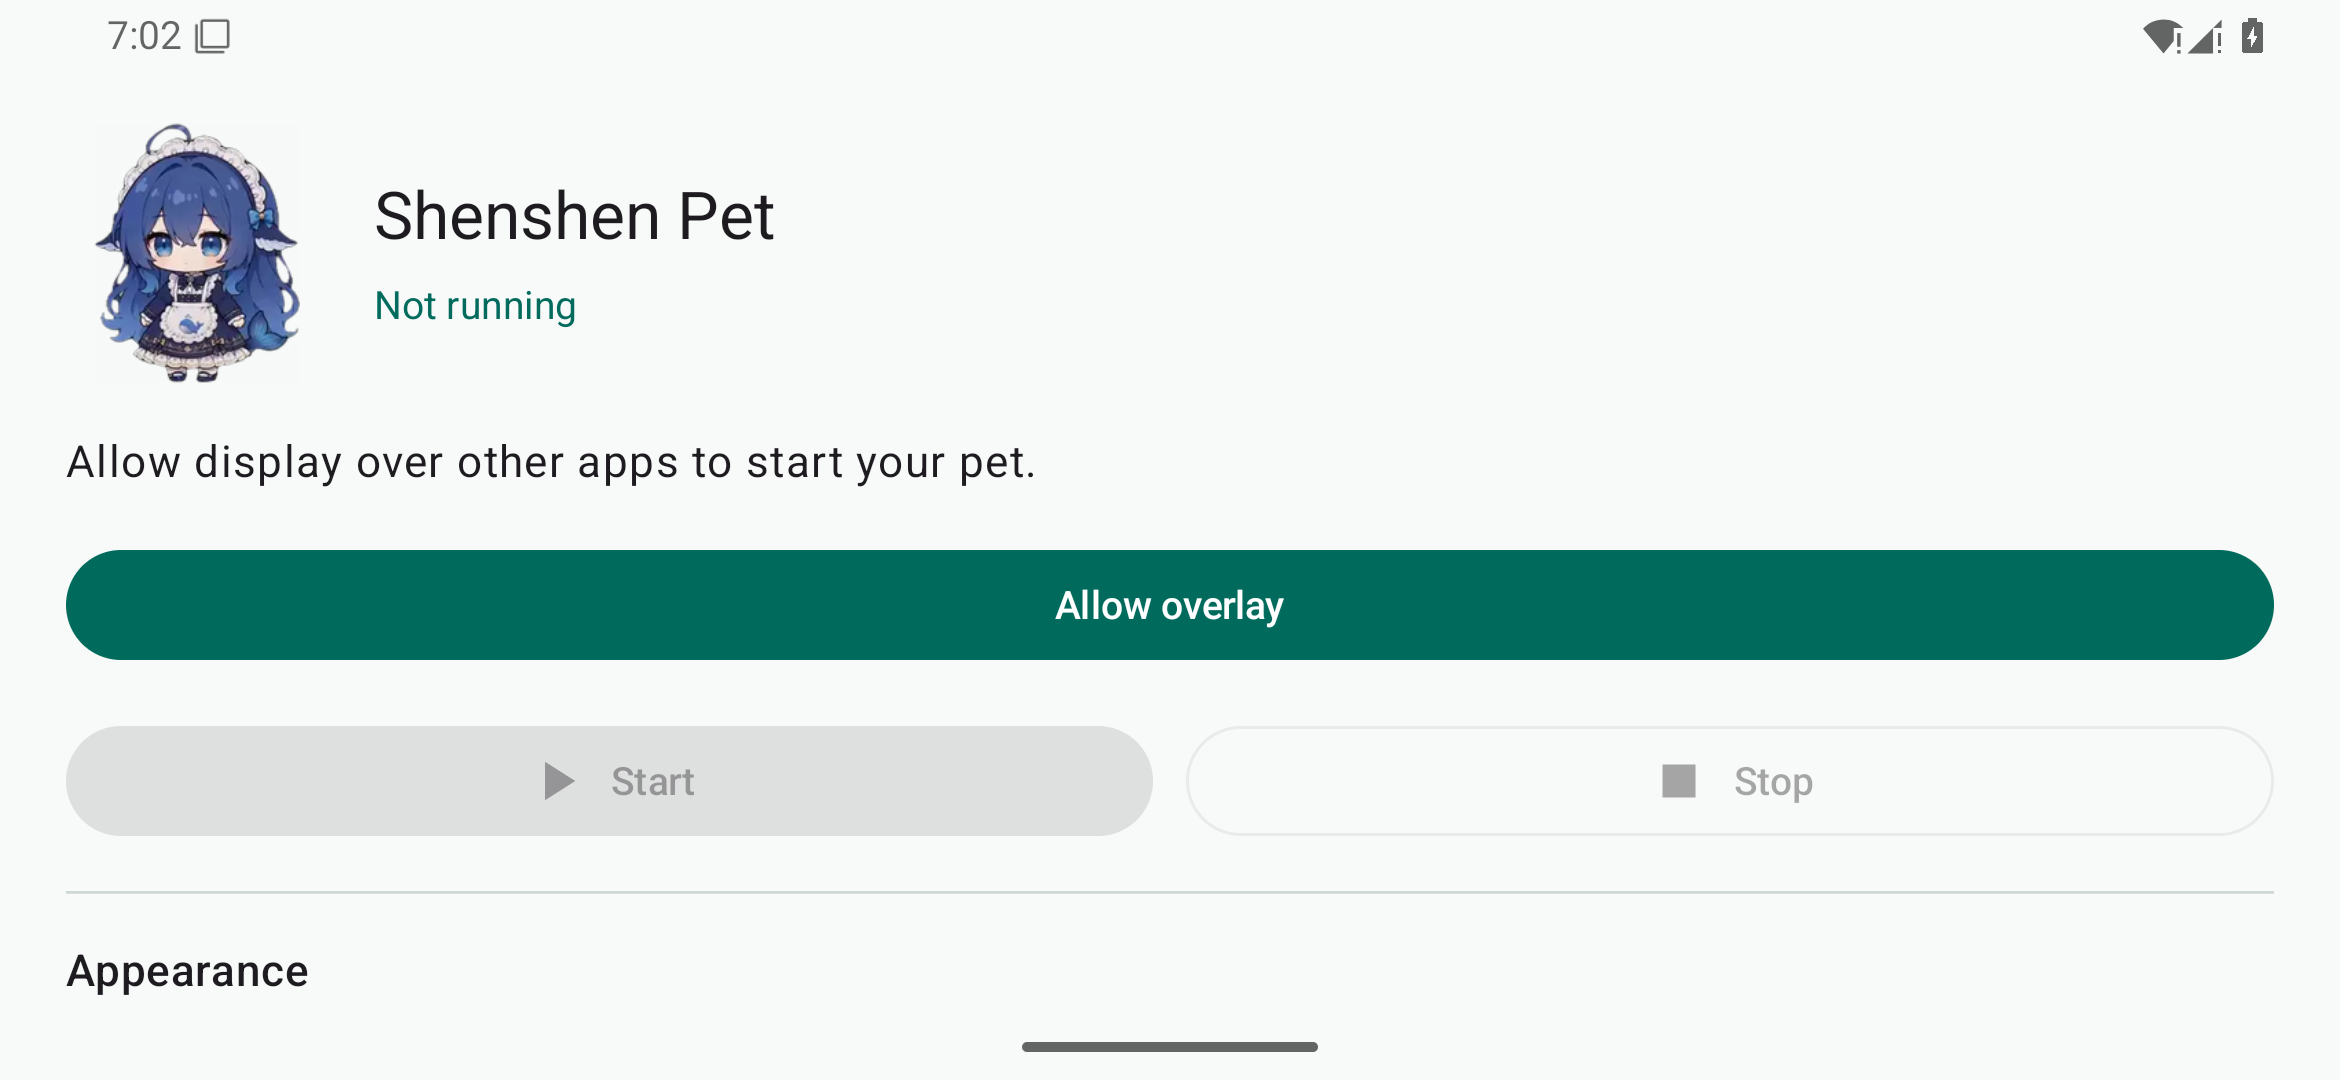 7:02
Shenshen Pet
Not running
Allow display over other apps to start your pet.
Allow overlay
Start
Stop
Appearance